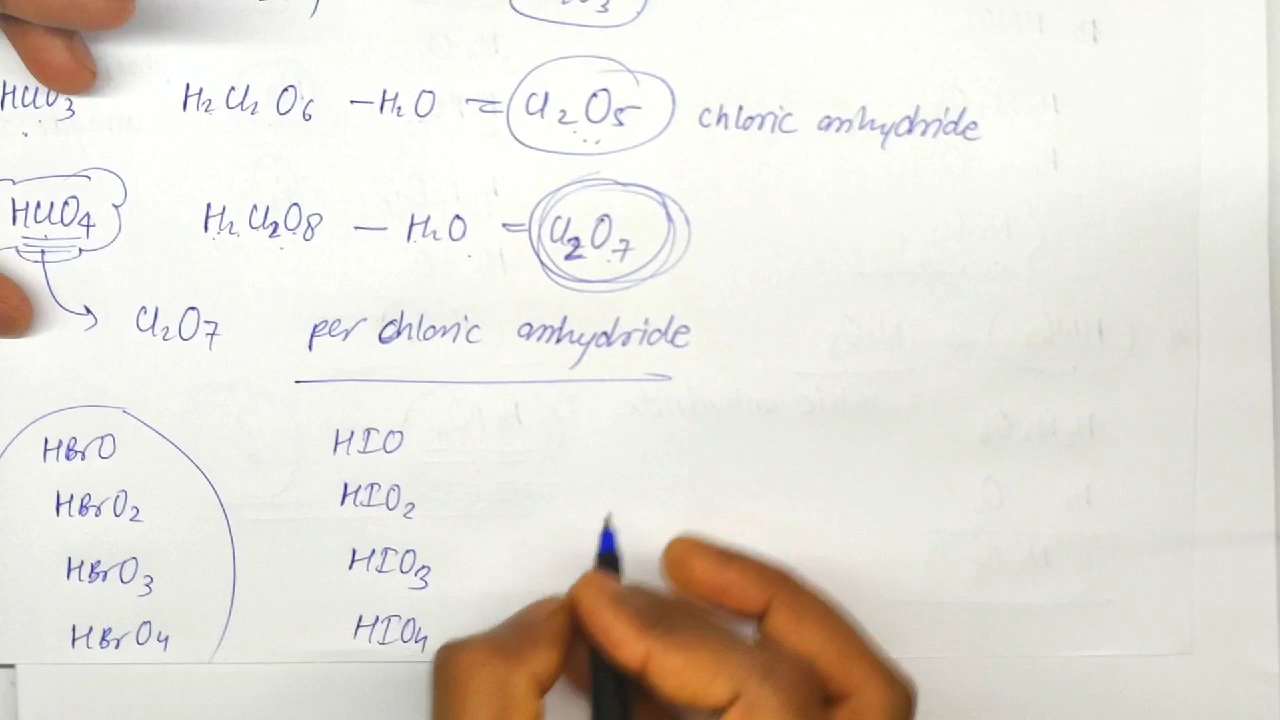 HClO3 H2Cl2O6 -H2O = Cl2O5 chloric anhydride
HClO4 H2Cl2O8 - H2O = Cl2O7
Cl2O7 per chloric anhydride
HBrO HIO
HBrO2 HIO2
HBrO3 HIO3
HBrO4 HIO4